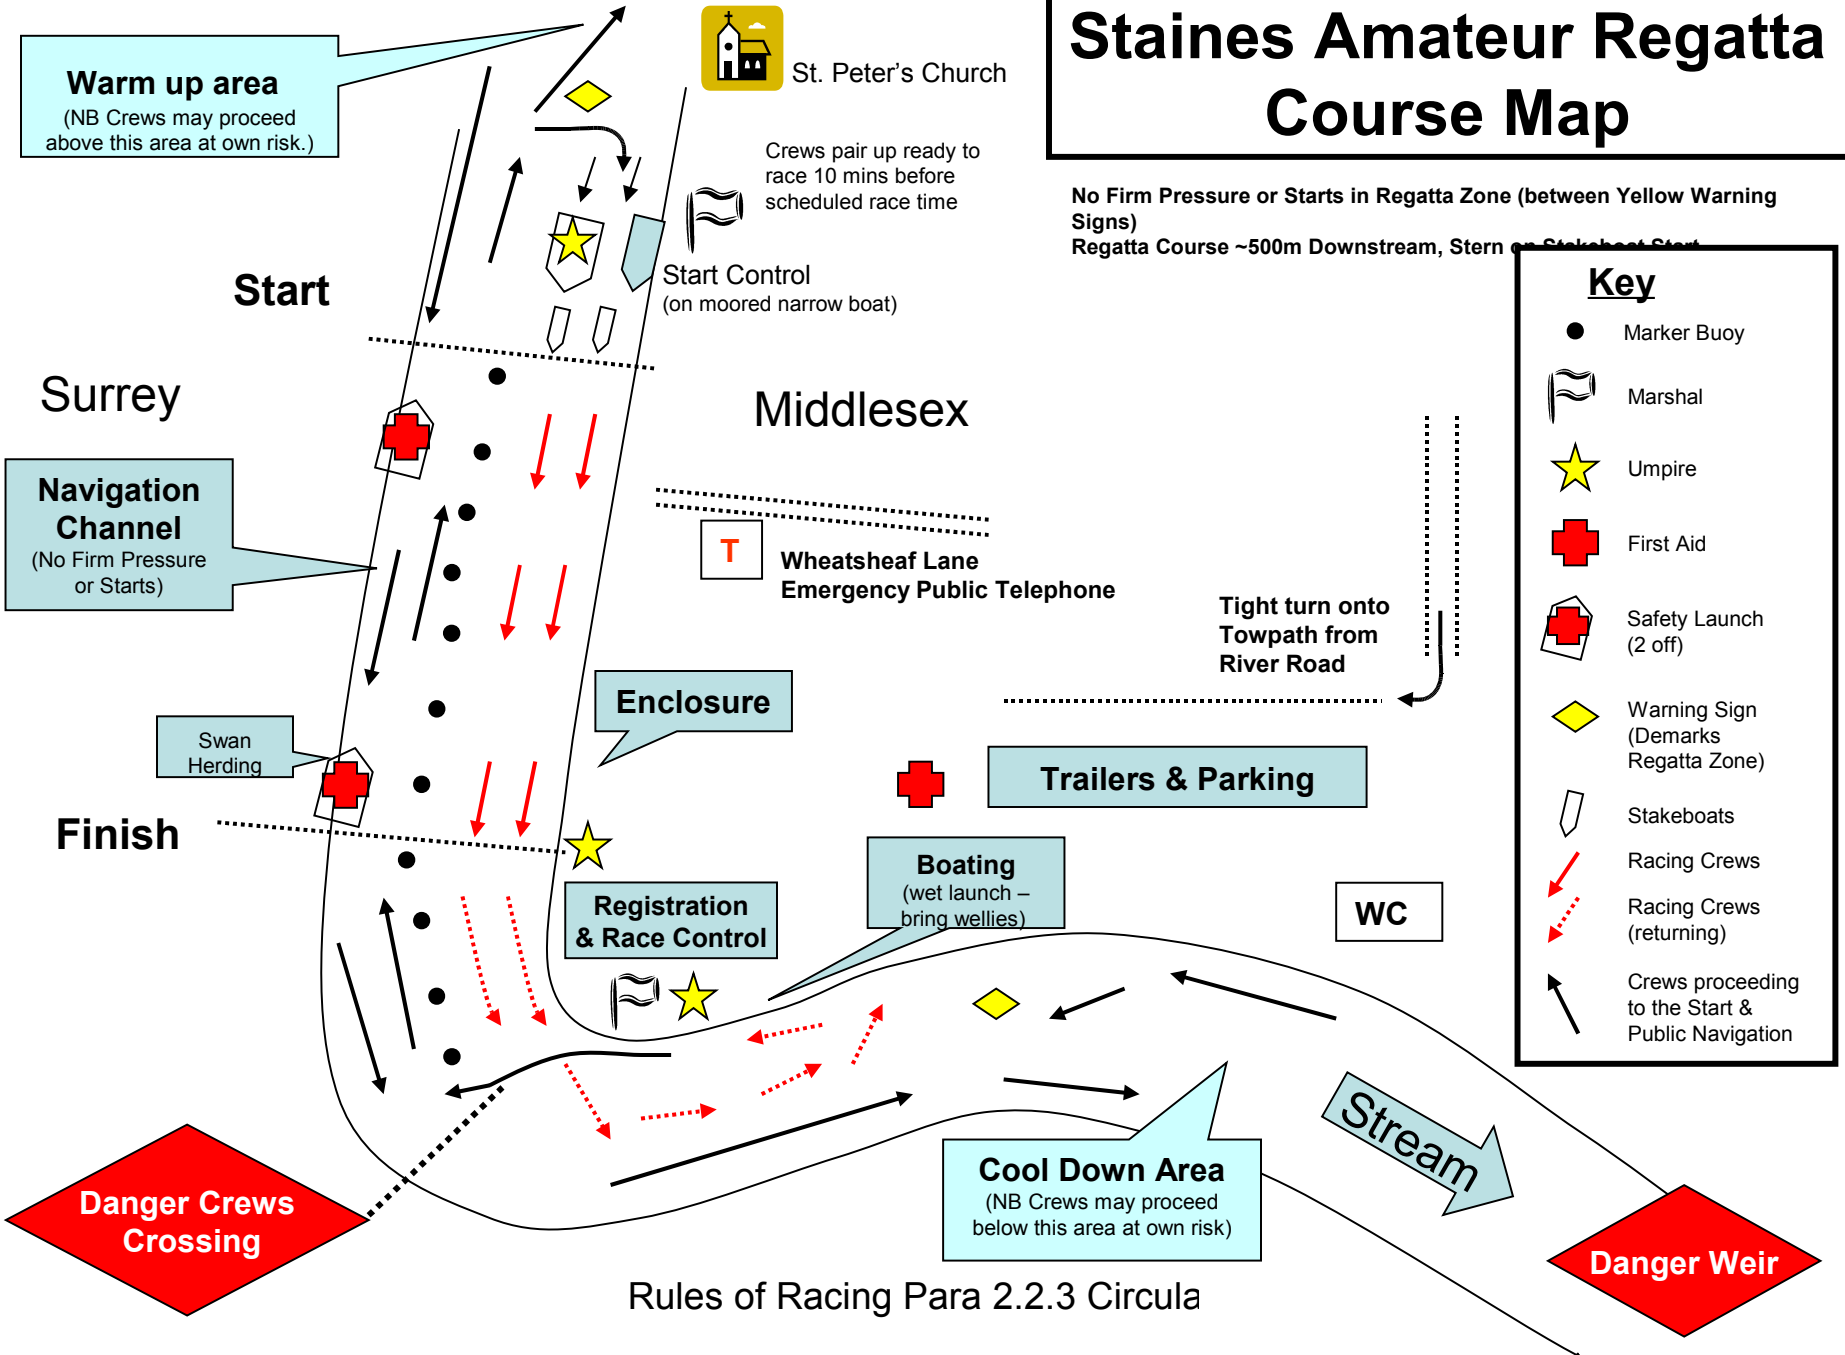 Staines Amateur Regatta
Course Map
St. Peter's Church
Warm up area
(NB Crews may proceed
above this area at own risk.)
Crews pair up ready to
race 10 mins before
scheduled race time
No Firm Pressure or Starts in Regatta Zone (between Yellow Warning
Signs)
Regatta Course ~500m Downstream, Stern on Stakeboat Start
Start
Start Control
(on moored narrow boat)
Surrey
Middlesex
Navigation
Channel
(No Firm Pressure
or Starts)
T
Wheatsheaf Lane
Emergency Public Telephone
Tight turn onto
Towpath from
River Road
Enclosure
Swan
Herding
Trailers & Parking
Finish
Boating
(wet launch –
bring wellies)
Registration
& Race Control
WC
Key
Marker Buoy
Marshal
Umpire
First Aid
Safety Launch
(2 off)
Warning Sign
(Demarks
Regatta Zone)
Stakeboats
Racing Crews
Racing Crews
(returning)
Crews proceeding
to the Start &
Public Navigation
Stream
Cool Down Area
(NB Crews may proceed
below this area at own risk)
Danger Crews
Crossing
Danger Weir
Rules of Racing Para 2.2.3 Circula